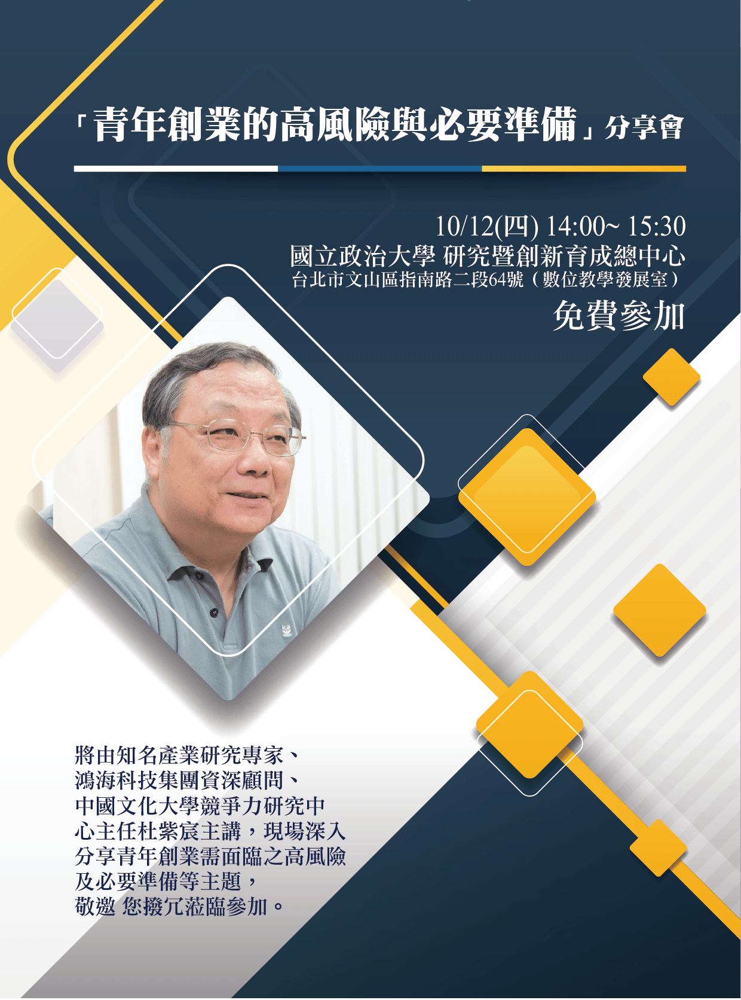 「青年創業的高風險與必要準備」分享會
10/12(四) 14:00~ 15:30
國立政治大學 研究暨創新育成總中心
台北市文山區指南路二段64號（數位教學發展室）
免費參加
將由知名產業研究專家、
鴻海科技集團資深顧問、
中國文化大學競爭力研究中
心主任杜紫宸主講，現場深入
分享青年創業需面臨之高風險
及必要準備等主題，
敬邀 您撥冗蒞臨參加。